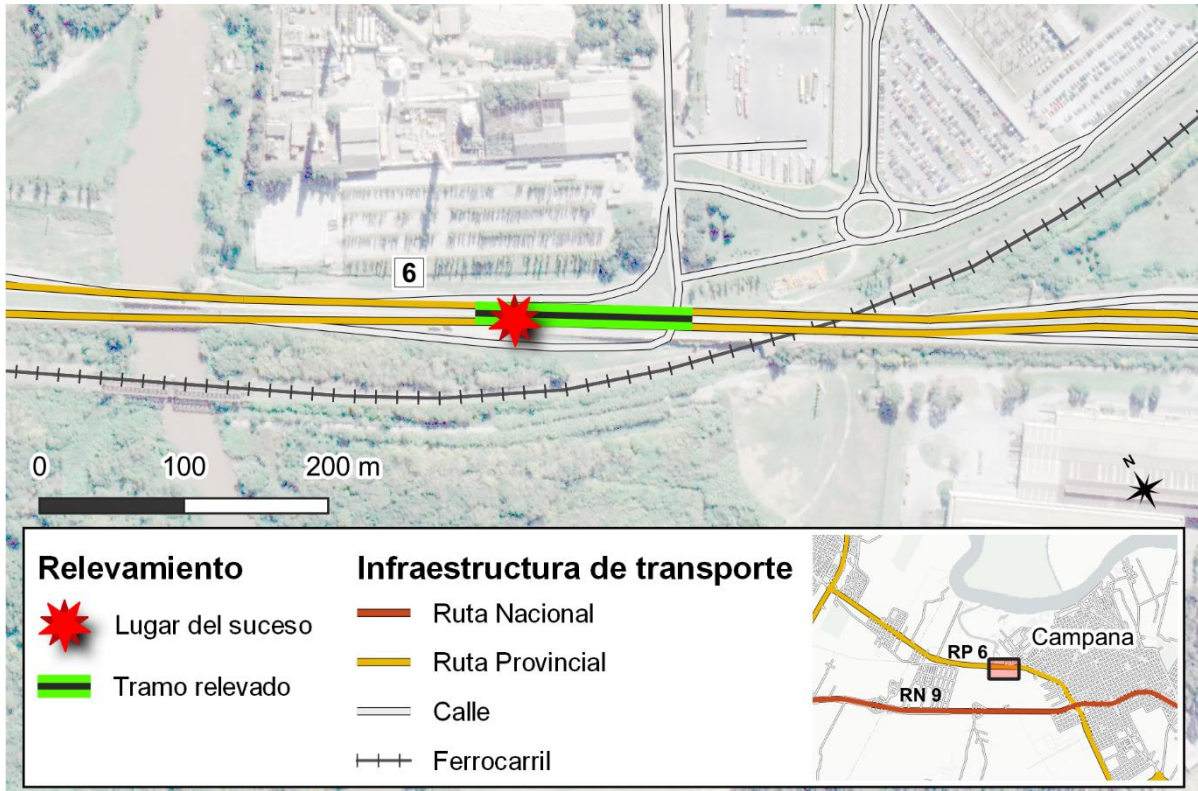 6
0 100 200 m
N
Relevamiento
Lugar del suceso
Tramo relevado
Infraestructura de transporte
Ruta Nacional
Ruta Provincial
Calle
Ferrocarril
Campana
RP 6
RN 9